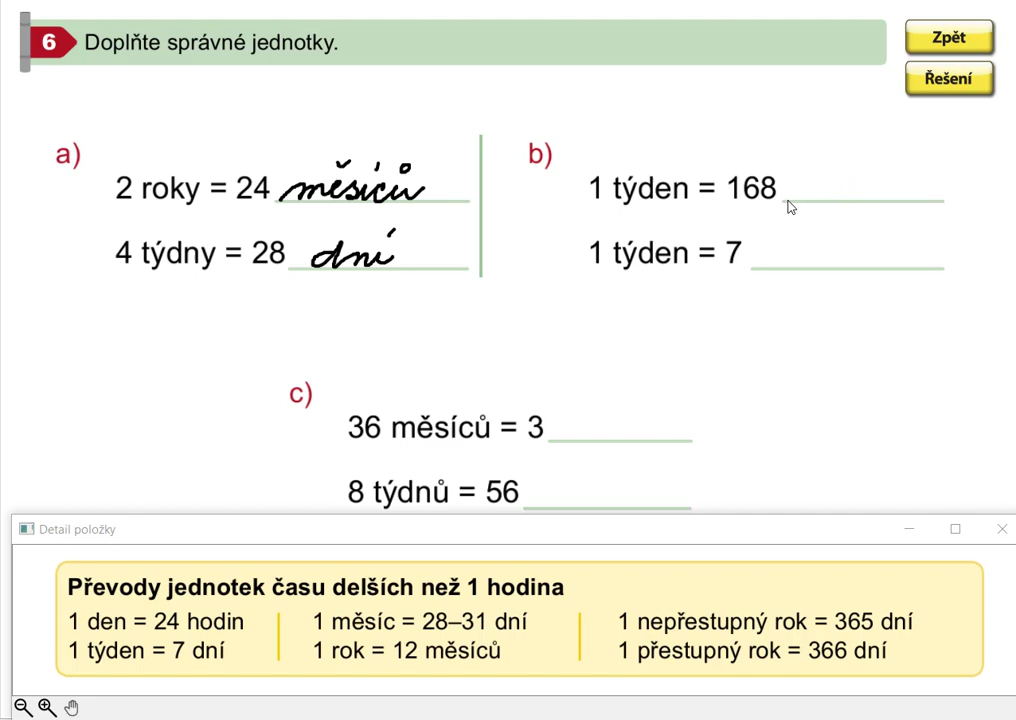 6 Doplňte správné jednotky.
Zpět
Řešení
a)
2 roky = 24 měsíců
4 týdny = 28 dní
b)
1 týden = 168
1 týden = 7
c)
36 měsíců = 3
8 týdnů = 56
Detail položky
Převody jednotek času delších než 1 hodina
1 den = 24 hodin
1 týden = 7 dní
1 měsíc = 28–31 dní
1 rok = 12 měsíců
1 nepřestupný rok = 365 dní
1 přestupný rok = 366 dní